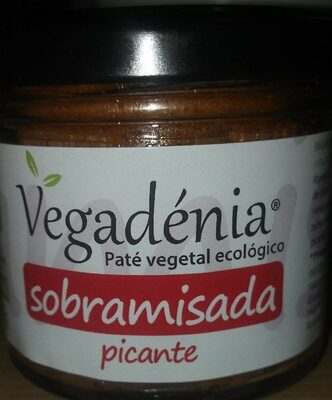 Vegadénia®
Paté vegetal ecológico
sobramisada
picante